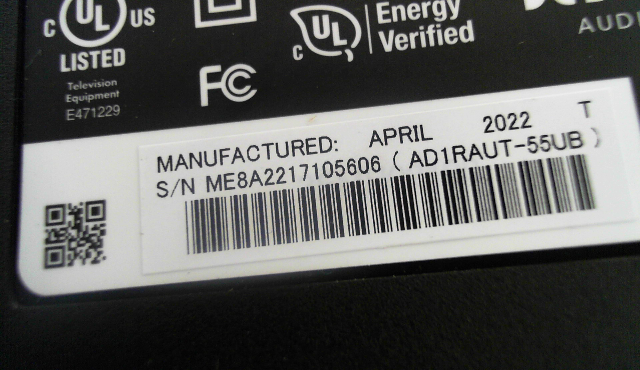 UL
C US
LISTED
Television
Equipment
E471229
FC
UL
C
Energy
Verified
AUDI
MANUFACTURED: APRIL 2022 T
S/N ME8A2217105606 ( AD1RAUT-55UB )